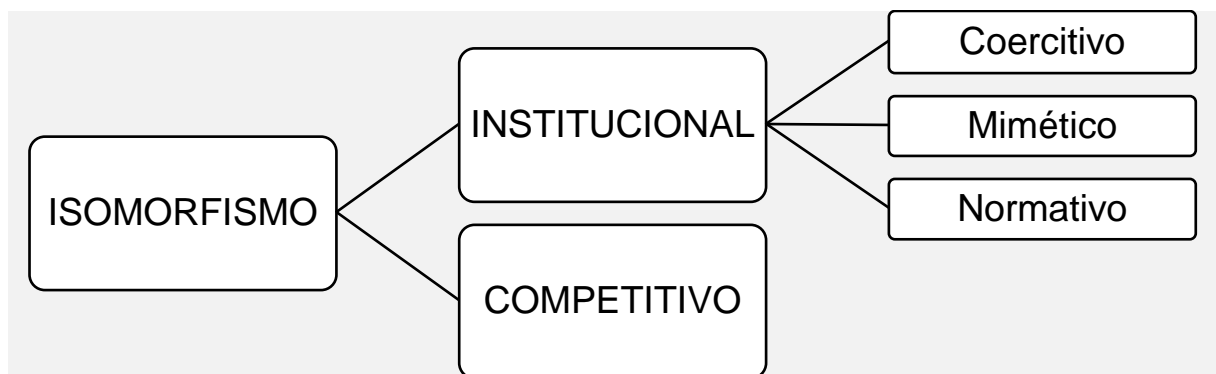 ISOMORFISMO
INSTITUCIONAL
COMPETITIVO
Coercitivo
Mimético
Normativo